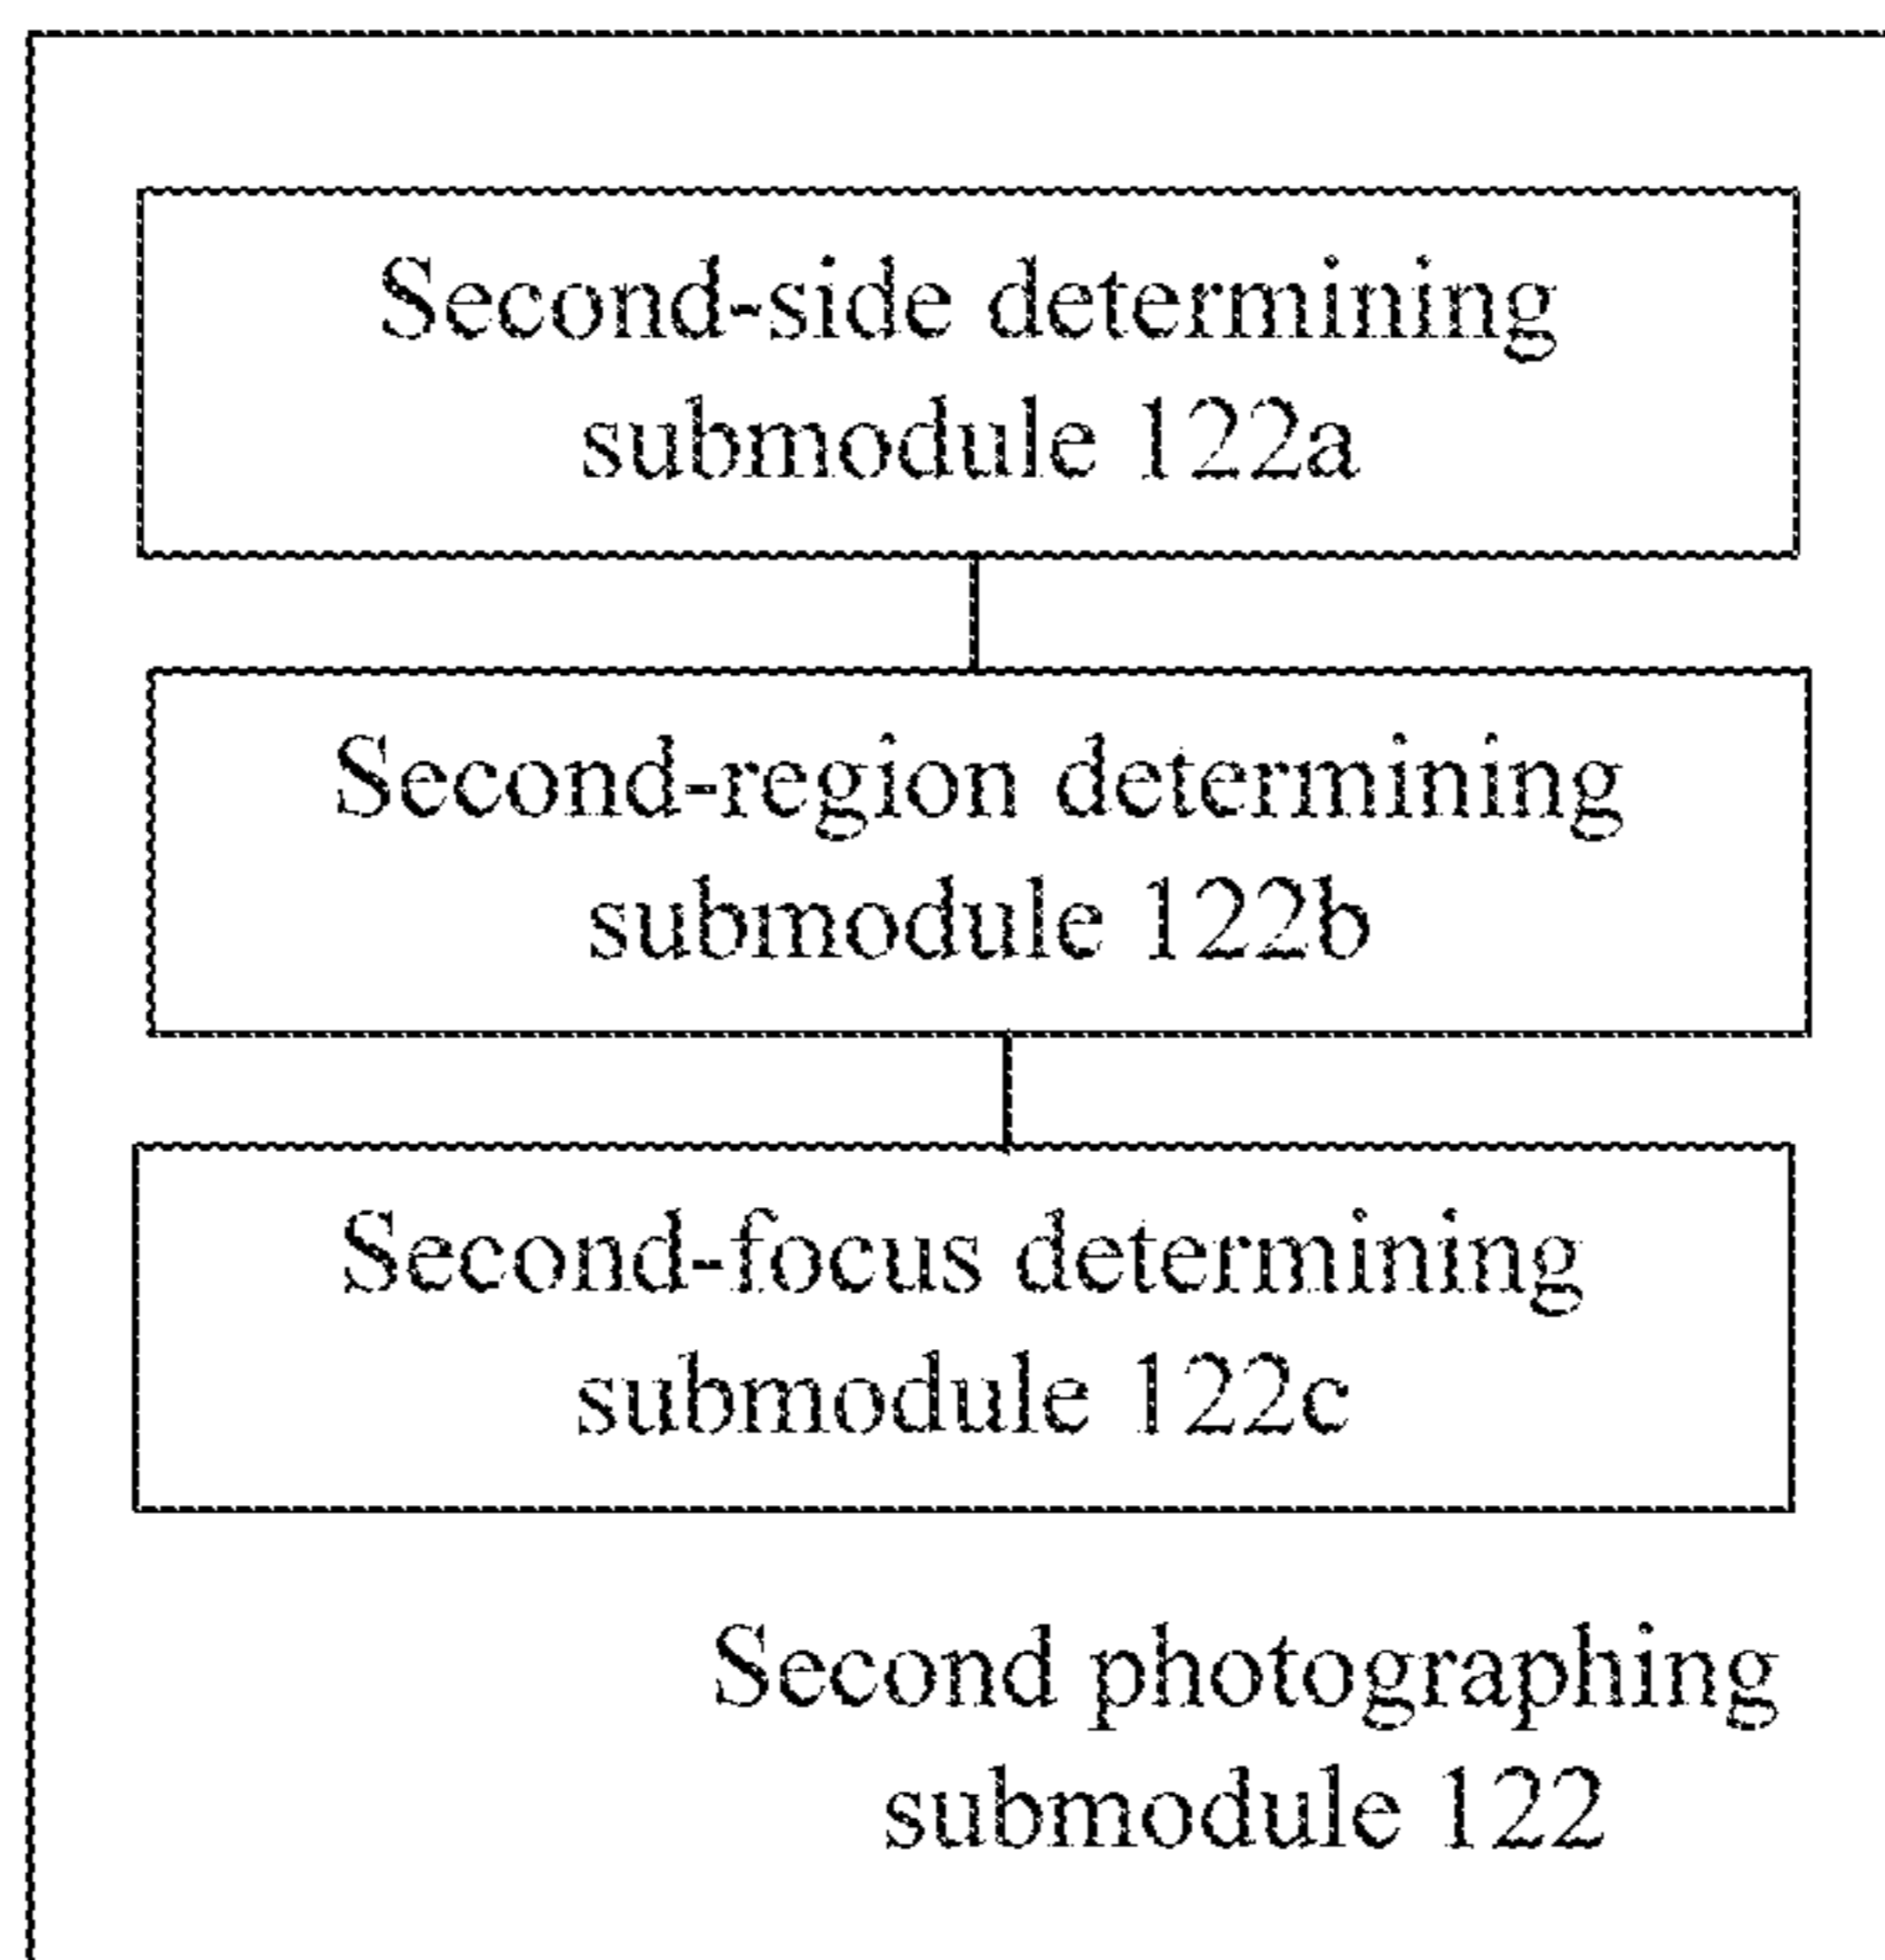 Second-side determining
submodule 122a
Second-region determining
submodule 122b
Second-focus determining
submodule 122c
Second photographing
submodule 122